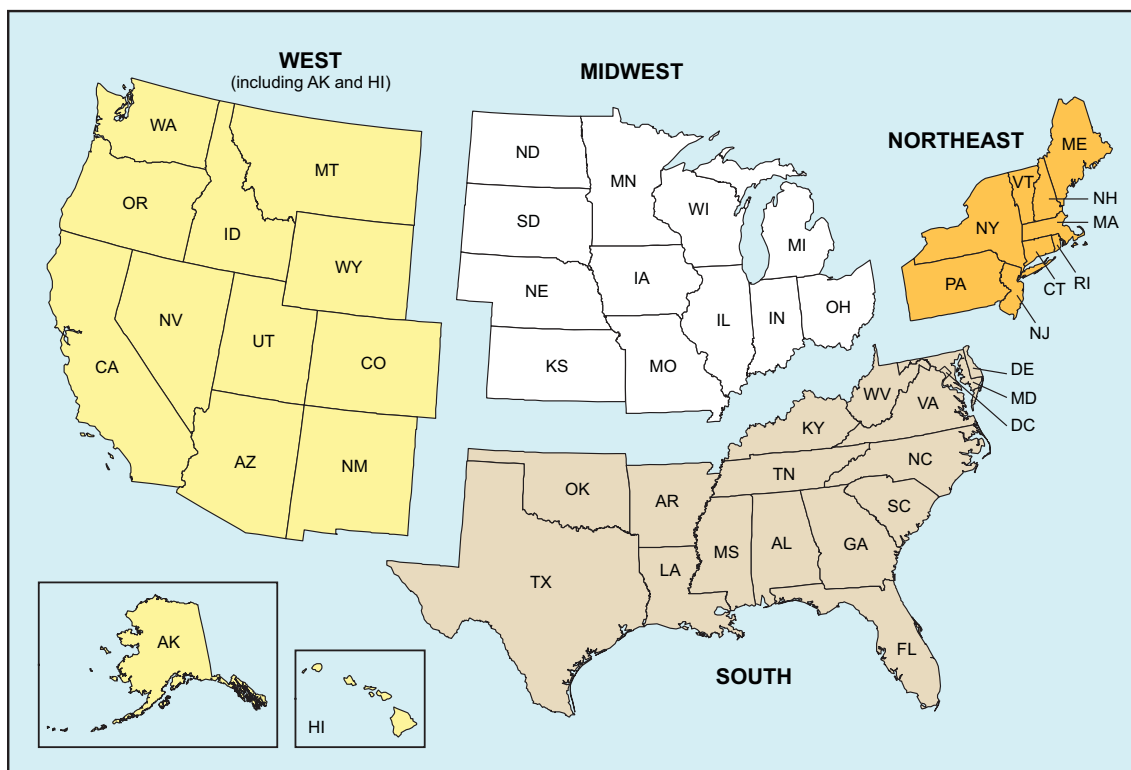 WEST
(including AK and HI)
MIDWEST
NORTHEAST
WA
MT
OR
ID
WY
NV
UT
CO
CA
AZ
NM
AK
HI
ND
MN
SD
WI
MI
NE
IA
IL
IN
OH
KS
MO
ME
VT
NH
MA
NY
RI
CT
PA
NJ
DE
MD
DC
WV
VA
KY
TN
NC
OK
AR
SC
MS
AL
GA
LA
TX
FL
SOUTH